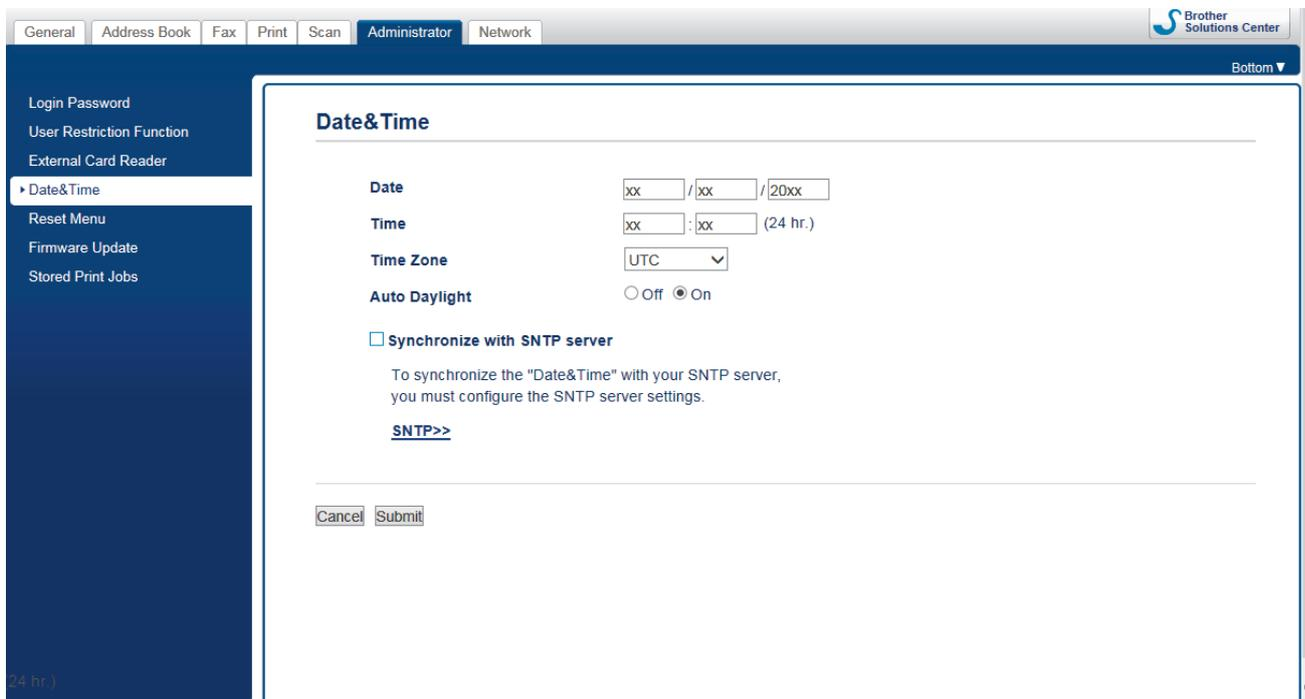 General Address Book Fax Print Scan Administrator Network
Brother
Solutions Center
Bottom▼
Login Password
User Restriction Function
External Card Reader
Date&Time
Reset Menu
Firmware Update
Stored Print Jobs
Date&Time
Date xx / xx / 20xx
Time xx : xx (24 hr.)
Time Zone UTC
Auto Daylight Off On
Synchronize with SNTP server
To synchronize the "Date&Time" with your SNTP server,
you must configure the SNTP server settings.
SNTP>>
Cancel Submit
24 hr.)